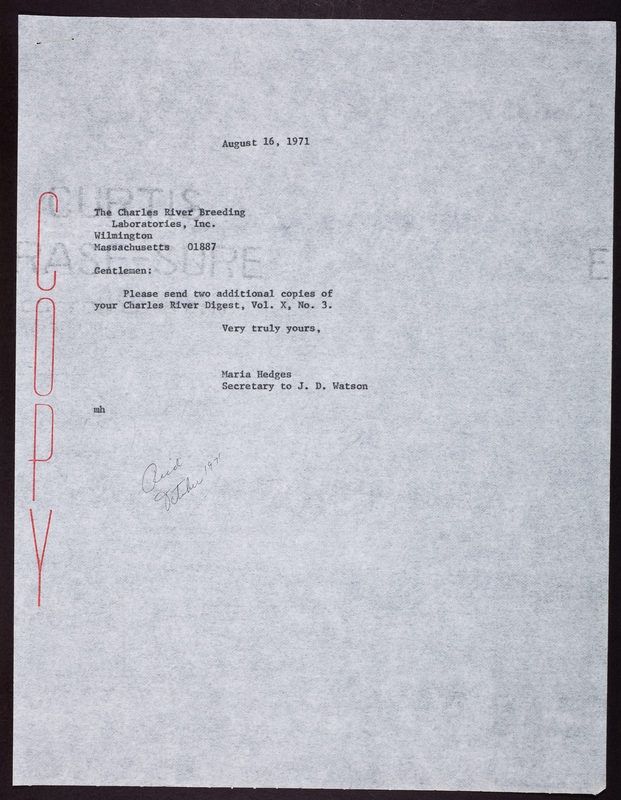 August 16, 1971
CURTIS
The Charles River Breeding
Laboratories, Inc.
Wilmington
Massachusetts 01887
Gentlemen:
Please send two additional copies of
your Charles River Digest, Vol. X, No. 3.
Very truly yours,
Maria Hedges
Secretary to J. D. Watson
mh
October
COPY